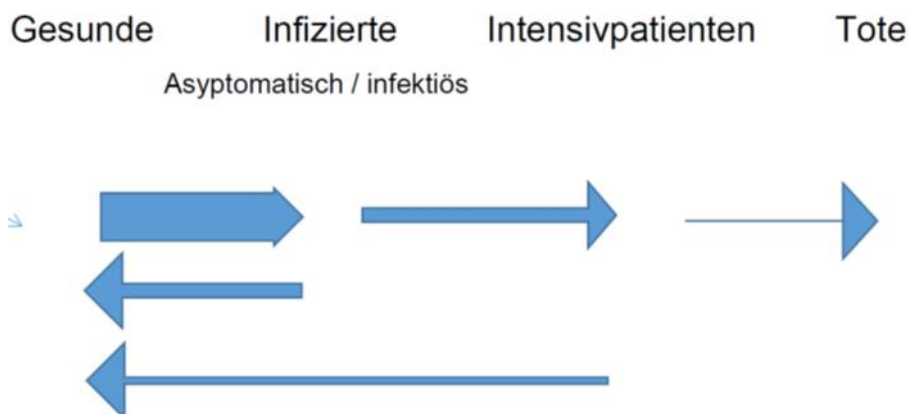 Gesunde Infizierte Intensivpatienten Tote
Asyptomatisch / infektiös